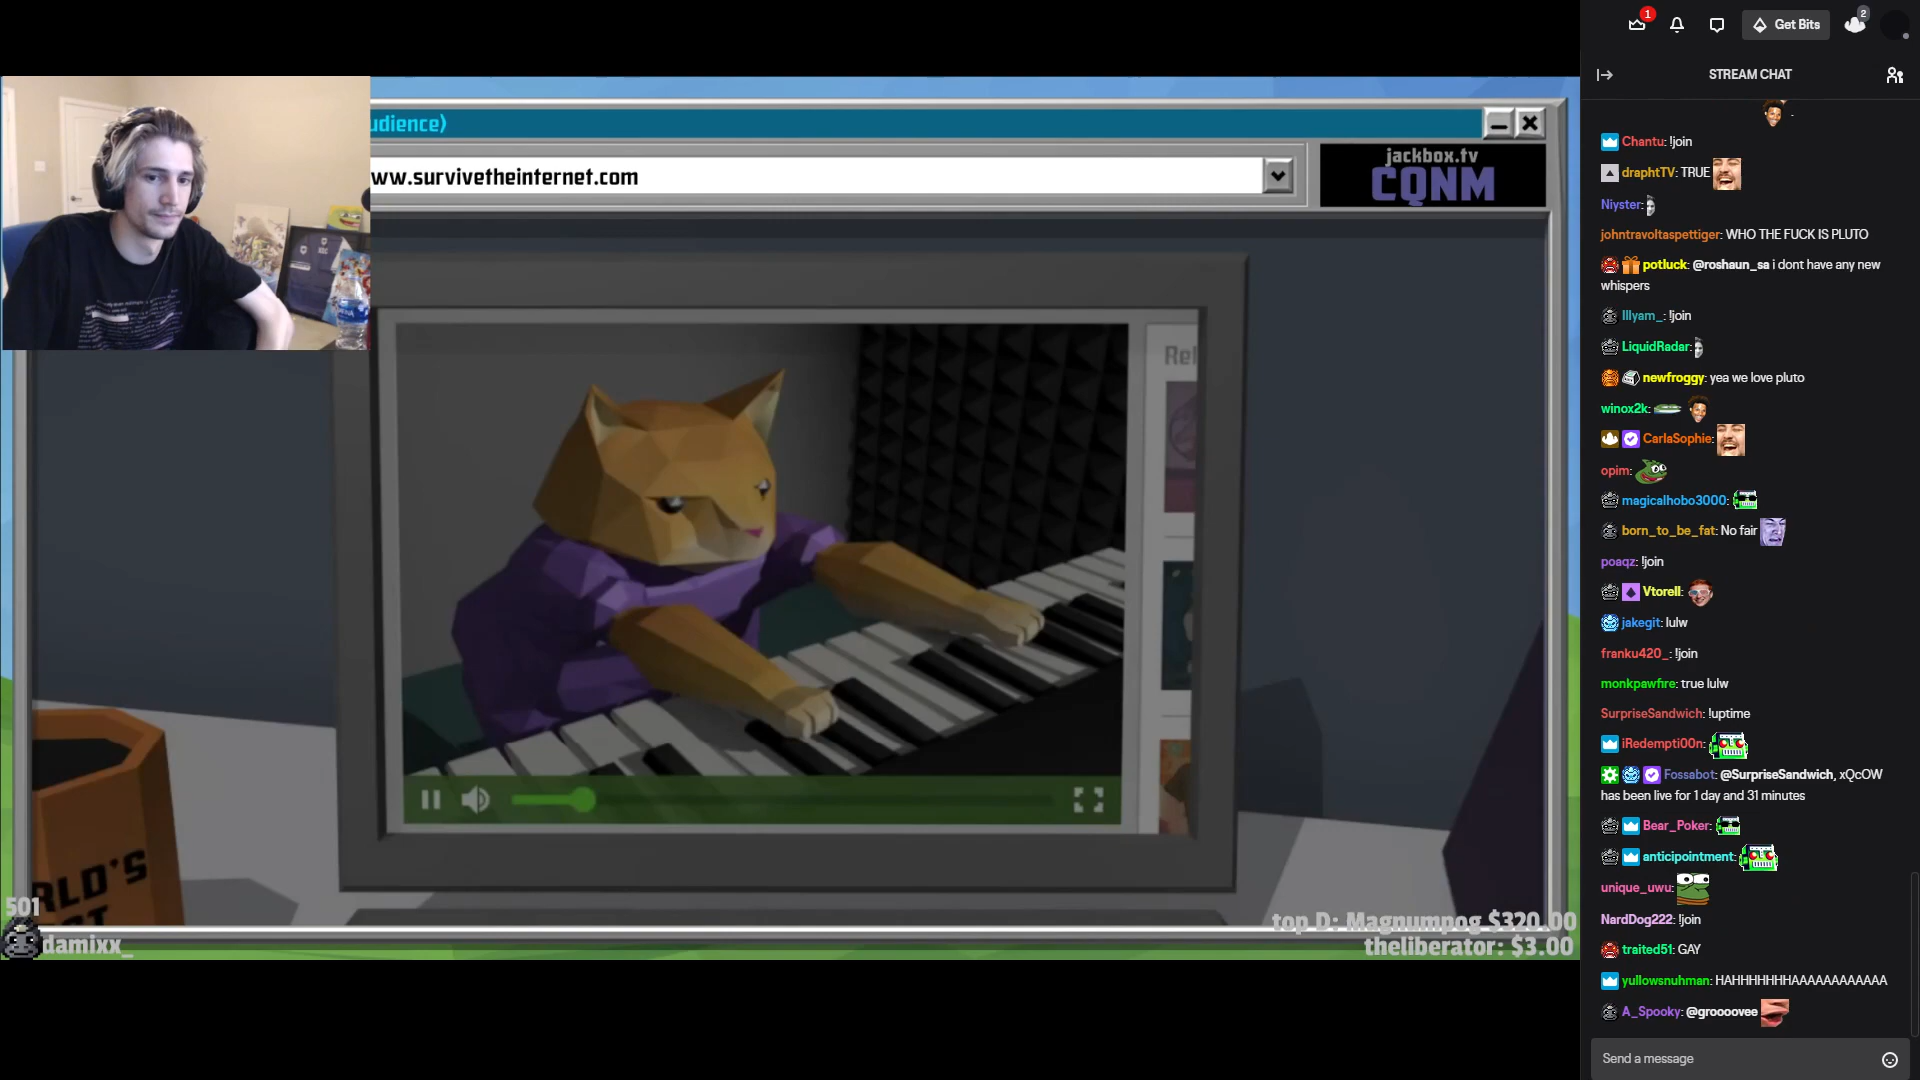 1
2
Get Bits
STREAM CHAT
udience)
ww.survivetheinternet.com
jackbox.tv
CQNM
Rel
RLD'S
501
damixx_
top D: Magnumpog $320.00
theliberator: $3.00
Chantu: !join
draphtTV: TRUE
Niyster:
johntravoltaspettiger: WHO THE FUCK IS PLUTO
potluck: @roshaun_sa i dont have any new
whispers
Illyam_: !join
LiquidRadar:
newfroggy: yea we love pluto
winox2k:
CarlaSophie:
opim:
magicalhobo3000:
born_to_be_fat: No fair
poaqz: !join
Vtorell:
jakegit: lulw
franku420_: !join
monkpawfire: true lulw
SurpriseSandwich: !uptime
iRedempti00n:
Fossabot: @SurpriseSandwich, xQcOW
has been live for 1 day and 31 minutes
Bear_Poker:
anticipointment:
unique_uwu:
NardDog222: !join
traited51: GAY
yullowsnuhman: HAHHHHHHHAAAAAAAAAAAA
A_Spooky: @groooovee
Send a message